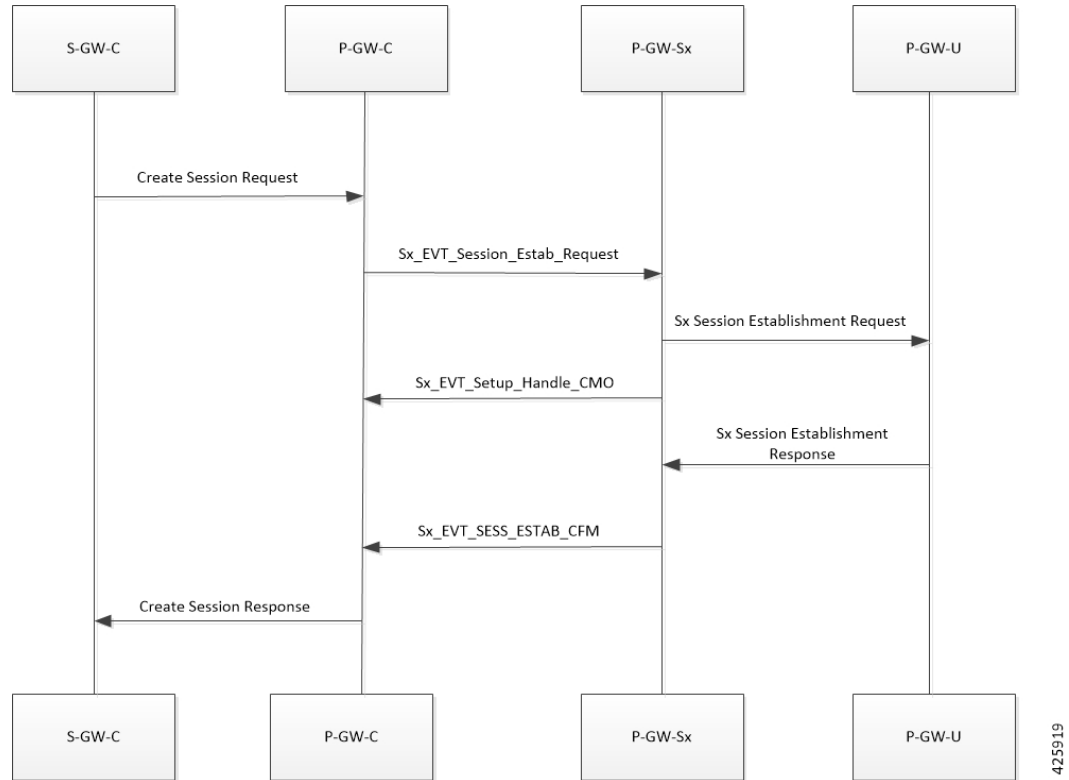 S-GW-C
P-GW-C
P-GW-Sx
P-GW-U
Create Session Request
Sx_EVT_Session_Estab_Request
Sx Session Establishment Request
Sx_EVT_Setup_Handle_CMO
Sx Session Establishment
Response
Sx_EVT_SESS_ESTAB_CFM
Create Session Response
S-GW-C
P-GW-C
P-GW-Sx
P-GW-U
425919